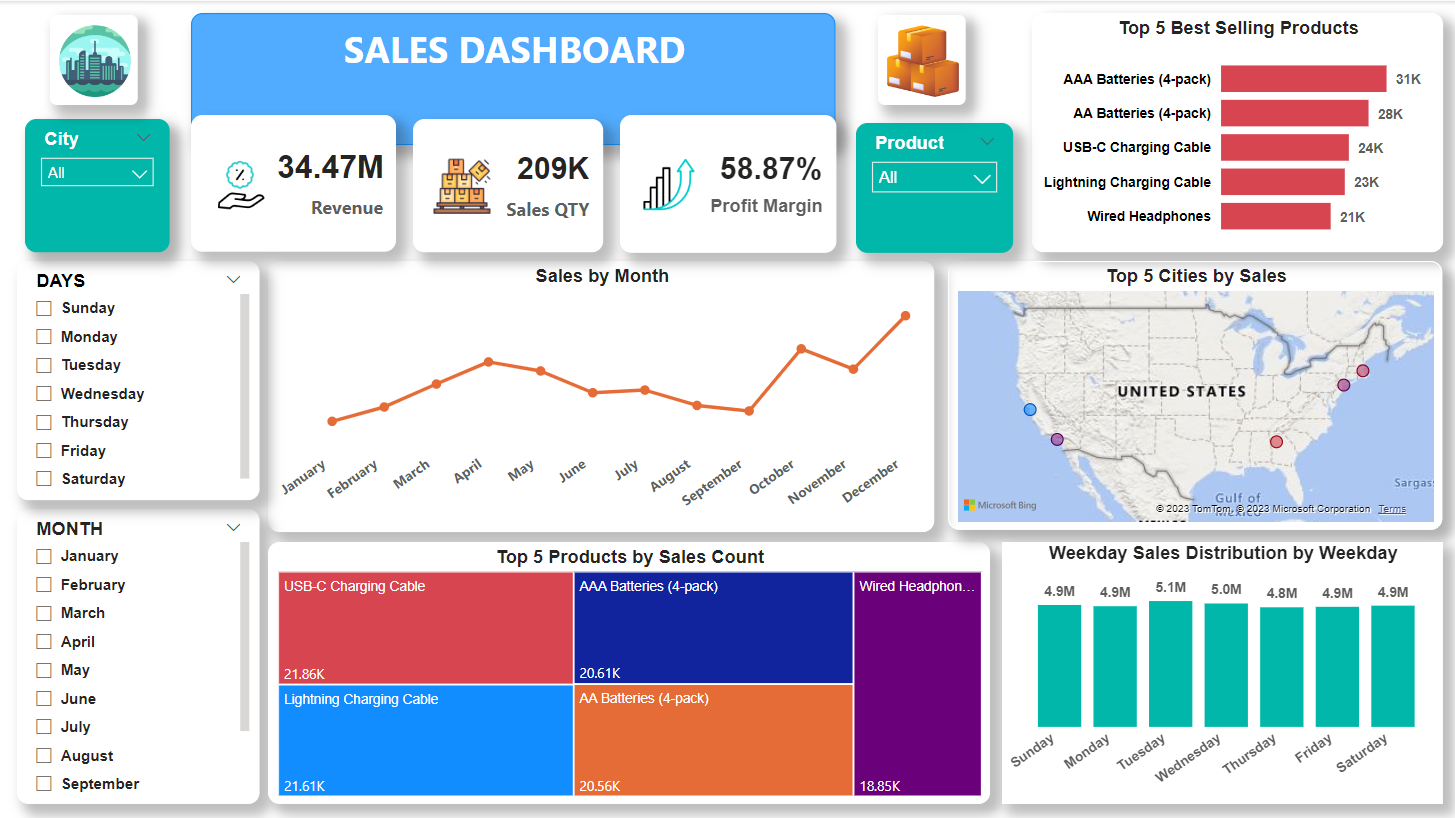 SALES DASHBOARD
City
All
34.47M
Revenue
209K
Sales QTY
58.87%
Profit Margin
Product
All
Top 5 Best Selling Products
AAA Batteries (4-pack) 31K
AA Batteries (4-pack) 28K
USB-C Charging Cable 24K
Lightning Charging Cable 23K
Wired Headphones 21K
DAYS
Sunday
Monday
Tuesday
Wednesday
Thursday
Friday
Saturday
Sales by Month
January
February
March
April
May
June
July
August
September
October
November
December
Top 5 Cities by Sales
UNITED STATES
Gulf of
Mexico
Sargas
Microsoft Bing
© 2023 TomTom, © 2023 Microsoft Corporation Terms
MONTH
January
February
March
April
May
June
July
August
September
Top 5 Products by Sales Count
USB-C Charging Cable
21.86K
Lightning Charging Cable
21.61K
AAA Batteries (4-pack)
20.61K
AA Batteries (4-pack)
20.56K
Wired Headphon...
18.85K
Weekday Sales Distribution by Weekday
4.9M 4.9M 5.1M 5.0M 4.8M 4.9M 4.9M
Sunday
Monday
Tuesday
Wednesday
Thursday
Friday
Saturday